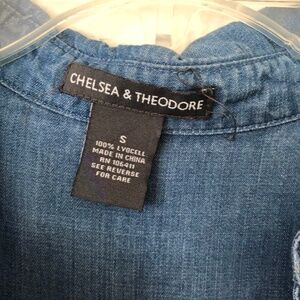 CHELSEA & THEODORE
S
100% LYOCELL
MADE IN CHINA
RN 106411
SEE REVERSE
FOR CARE